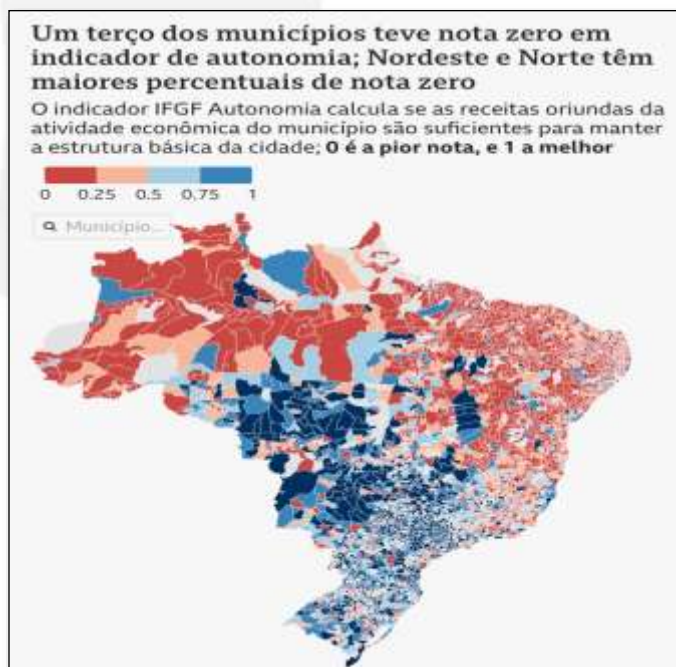 Um terço dos municípios teve nota zero em
indicador de autonomia; Nordeste e Norte têm
maiores percentuais de nota zero
O indicador IFGF Autonomia calcula se as receitas oriundas da
atividade econômica do município são suficientes para manter
a estrutura básica da cidade; 0 é a pior nota, e 1 a melhor
0 0.25 0.5 0.75 1
Município...